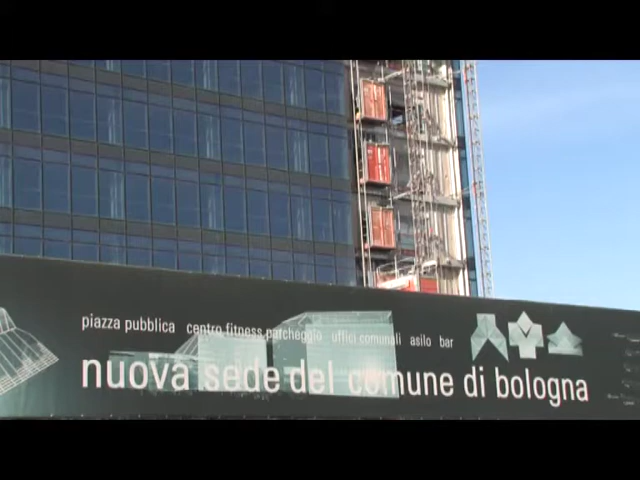 piazza pubblica centro fitness parcheggio uffici comunali asilo bar
nuova sede del comune di bologna